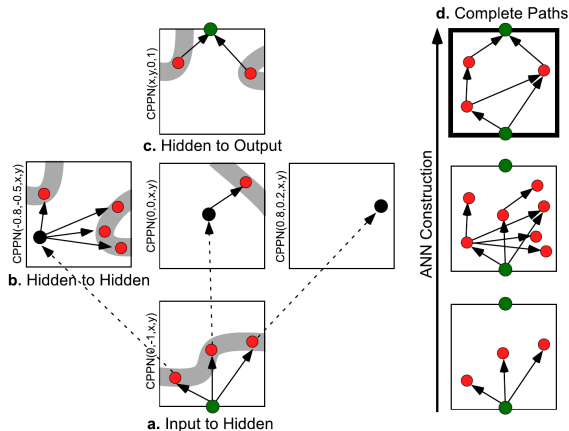 d. Complete Paths
CPPN(x,y,0,1)
c. Hidden to Output
CPPN(-0.8,-0.5,x,y)
CPPN(0,0,x,y)
CPPN(0.8,0.2,x,y)
b. Hidden to Hidden
ANN Construction
CPPN(0,-1,x,y)
a. Input to Hidden